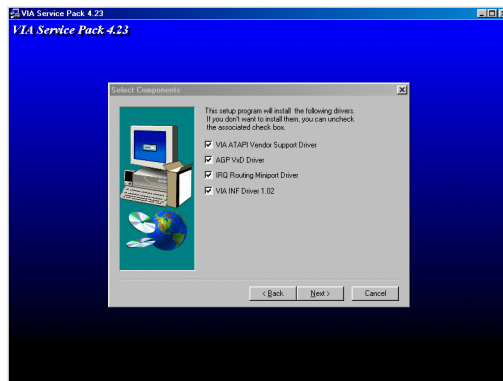 VIA Service Pack 4.23
VIA Service Pack 4.23
Select Components
This setup program will install the following drivers.
If you don't want to install them, you can uncheck
the associated check box.
VIA ATAPI Vendor Support Driver
AGP VxD Driver
IRQ Routing Miniport Driver
VIA INF Driver 1.02
< Back Next > Cancel